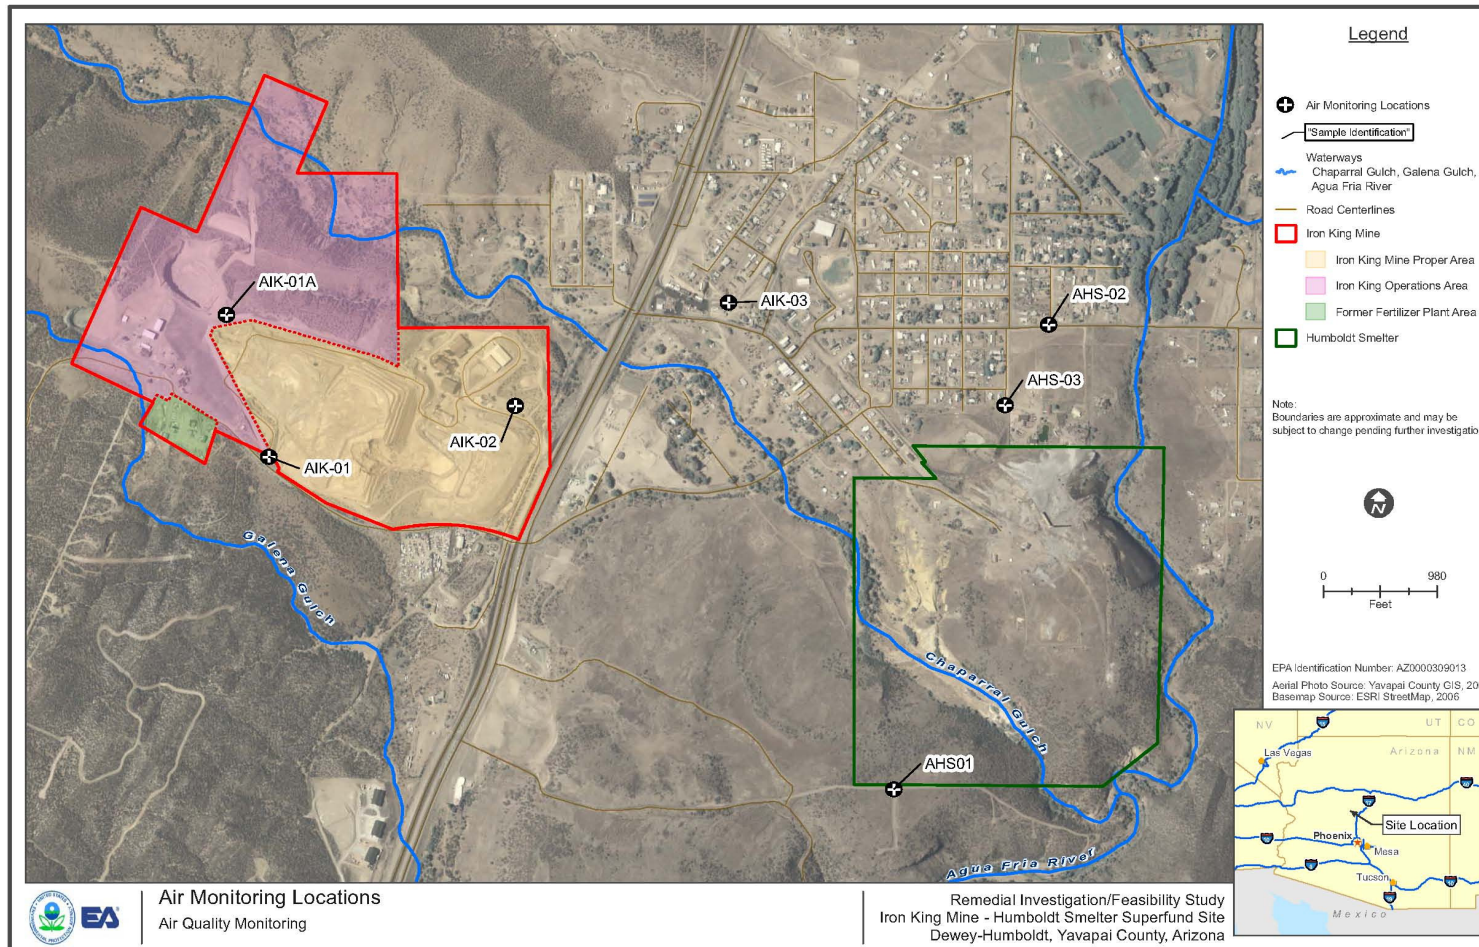 Legend
Air Monitoring Locations
"Sample Identification"
Waterways
Chaparral Gulch, Galena Gulch,
Agua Fria River
Road Centerlines
Iron King Mine
Iron King Mine Proper Area
Iron King Operations Area
Former Fertilizer Plant Area
Humboldt Smelter
Note:
Boundaries are approximate and may be
subject to change pending further investigatio
N
0 980
Feet
EPA Identification Number: AZ0000309013
Aerial Photo Source: Yavapai County GIS, 20
Basemap Source: ESRI StreetMap, 2006
AIK-01A
AIK-03
AHS-02
AHS-03
AIK-02
AIK-01
Galena Gulch
Chaparral Gulch
AHS01
Agua Fria River
NV UT CO
Las Vegas
Arizona NM
Site Location
Phoenix
Mesa
Tucson
Mexico
EA
Air Monitoring Locations
Air Quality Monitoring
Remedial Investigation/Feasibility Study
Iron King Mine - Humboldt Smelter Superfund Site
Dewey-Humboldt, Yavapai County, Arizona